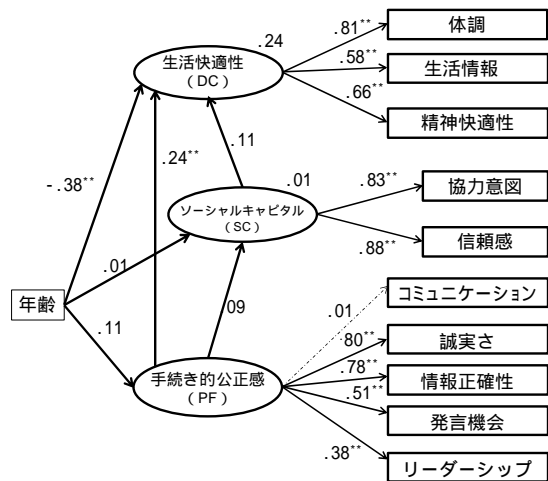 .24
生活快適性
(DC)
.81**
体調
.58**
生活情報
.66**
精神快適性
-.38**
.24**
.11
.01
ソーシャルキャピタル
(SC)
.83**
協力意図
.88**
信頼感
.01
年齢
.11
09
.01
コミュニケーション
手続き的公正感
(PF)
80**
誠実さ
.78**
情報正確性
.51**
発言機会
.38**
リーダーシップ